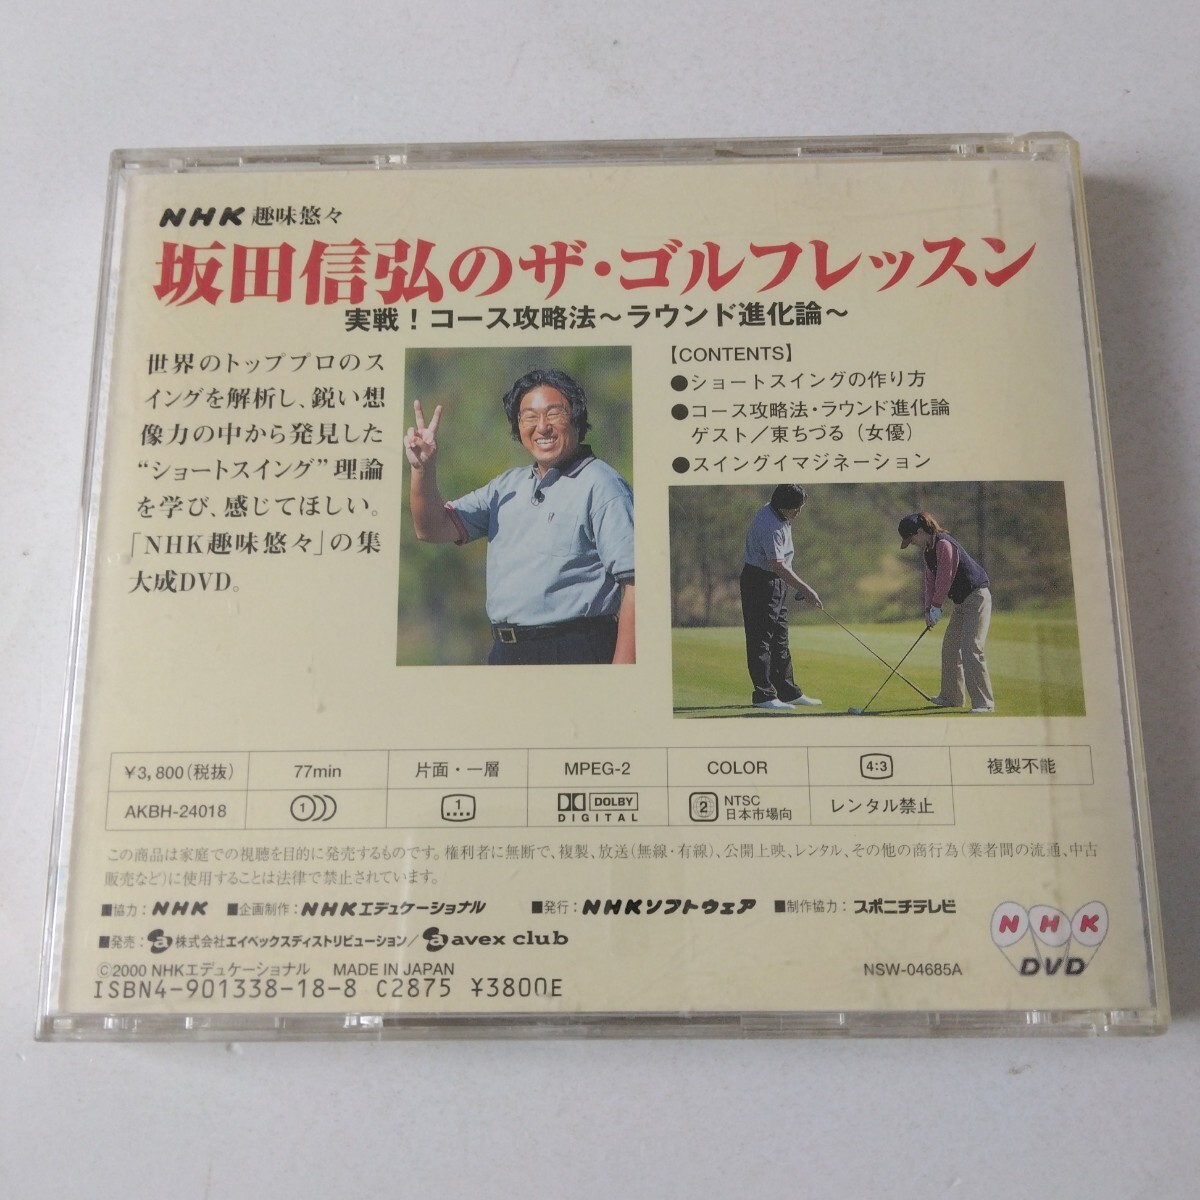 NHK 趣味悠々
坂田信弘のザ・ゴルフレッスン
実戦！コース攻略法～ラウンド進化論～
世界のトッププロのス
イングを解析し、鋭い想
像力の中から発見した
“ショートスイング”理論
を学び、感じてほしい。
「NHK趣味悠々」の集
大成DVD。
【CONTENTS】
●ショートスイングの作り方
●コース攻略法・ラウンド進化論
ゲスト／東ちづる（女優）
●スイングイマジネーション
￥3,800（税抜） 77min 片面・一層 MPEG-2 COLOR 4:3 複製不能
AKBH-24018 1 1 DOLBY DIGITAL 2 NTSC 日本市場向 レンタル禁止
この商品は家庭での視聴を目的に発売するものです。権利者に無断で、複製、放送（無線・有線）、公開上映、レンタル、その他の商行為（業者間の流通、中古
販売など）に使用することは法律で禁止されています。
■協力：NHK ■企画制作：NHKエデュケーショナル ■発行：NHKソフトウェア ■制作協力：スポニチテレビ
■発売：a株式会社エイベックスディストリビューション／a avex club
Ⓒ2000 NHKエデュケーショナル MADE IN JAPAN NSW-04685A
ISBN4-901338-18-8 C2875 ¥3800E
NHK
DVD